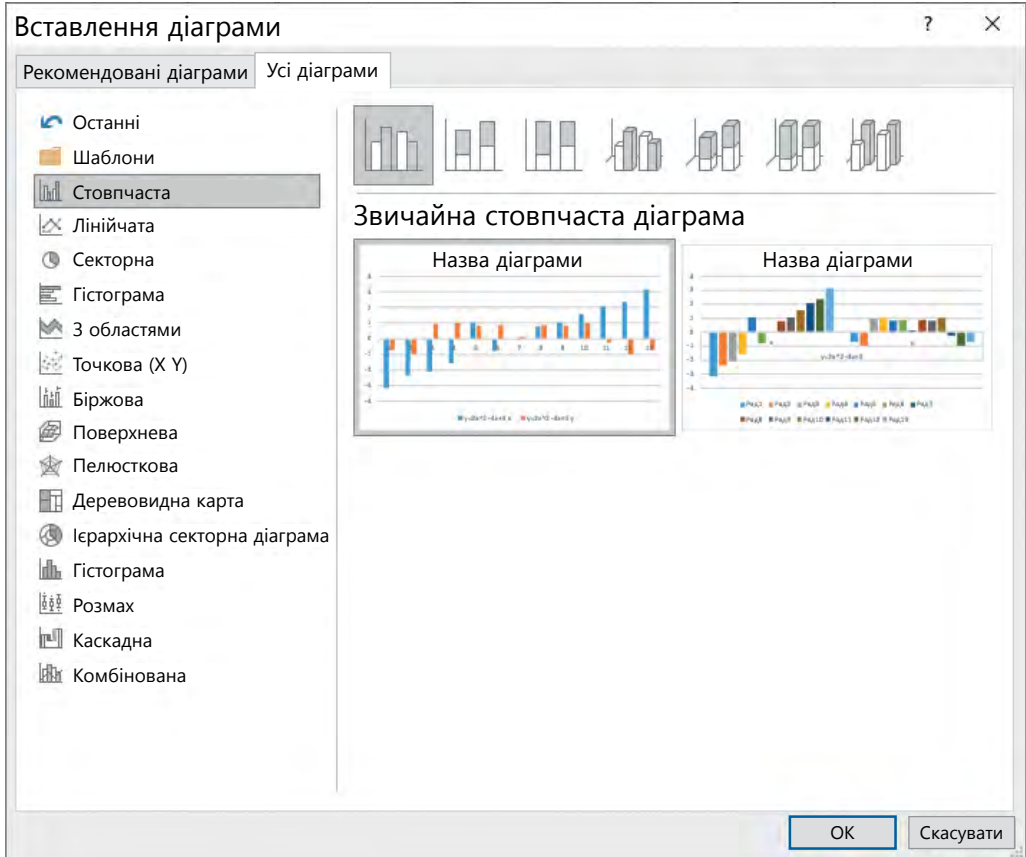 Вставлення діаграми
?
Рекомендовані діаграми
Усі діаграми
Останні
Шаблони
Стовпчаста
Лінійчата
Секторна
Гістограма
З областями
Точкова (X Y)
Біржова
Поверхнева
Пелюсткова
Деревовидна карта
Ієрархічна секторна діаграма
Гістограма
Розмах
Каскадна
Комбінована
Звичайна стовпчаста діаграма
Назва діаграми
Назва діаграми
ОК
Скасувати